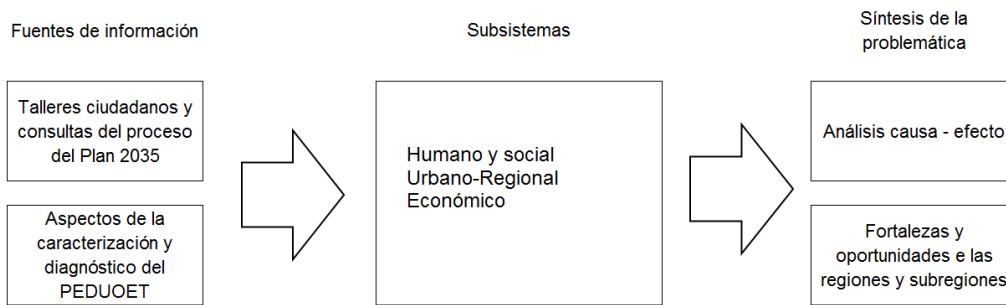 Fuentes de información
Talleres ciudadanos y
consultas del proceso
del Plan 2035
Aspectos de la
caracterización y
diagnóstico del
PEDUOET
Subsistemas
Humano y social
Urbano-Regional
Económico
Síntesis de la
problemática
Análisis causa - efecto
Fortalezas y
oportunidades e las
regiones y subregiones